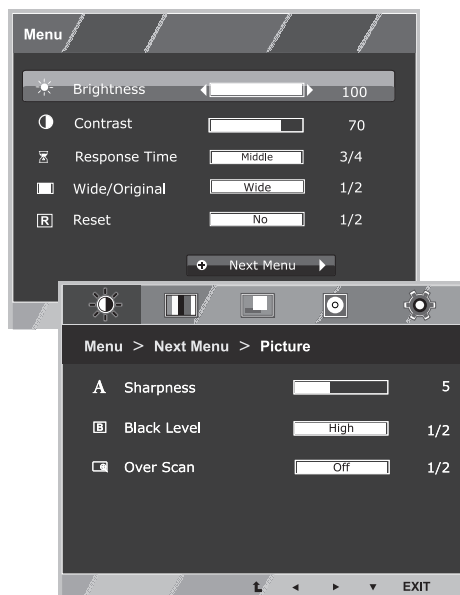 Menu
Brightness 100
Contrast 70
Response Time Middle 3/4
Wide/Original Wide 1/2
R Reset No 1/2
Next Menu
Menu > Next Menu > Picture
A Sharpness 5
B Black Level High 1/2
Over Scan Off 1/2
EXIT